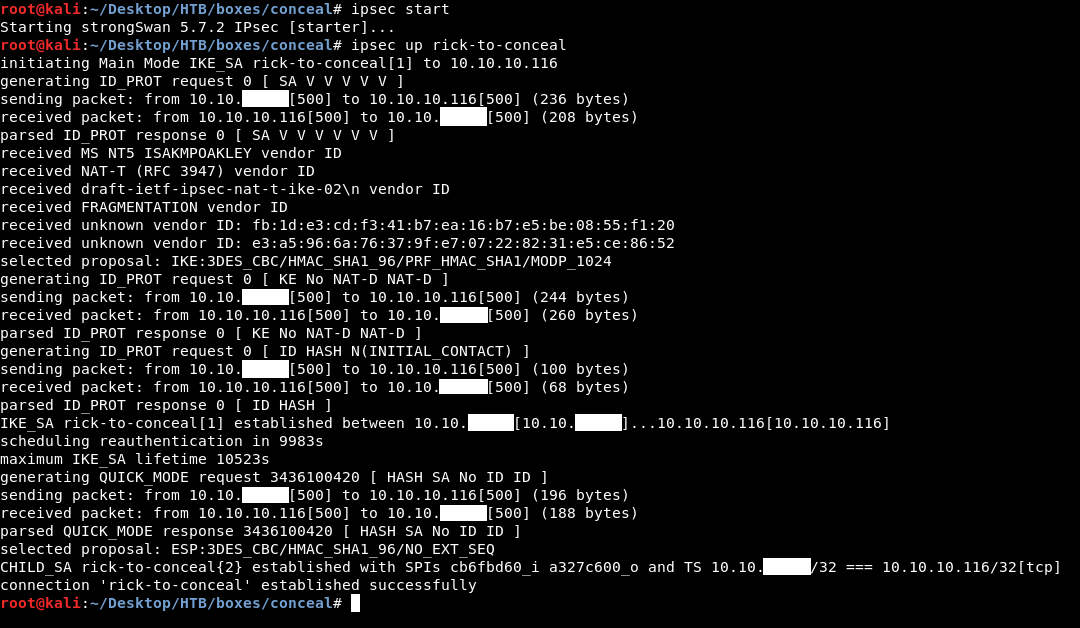 root@kali:~/Desktop/HTB/boxes/conceal# ipsec start
Starting strongSwan 5.7.2 IPsec [starter]...
root@kali:~/Desktop/HTB/boxes/conceal# ipsec up rick-to-conceal
initiating Main Mode IKE_SA rick-to-conceal[1] to 10.10.10.116
generating ID_PROT request 0 [ SA V V V V V ]
sending packet: from 10.10.[500] to 10.10.10.116[500] (236 bytes)
received packet: from 10.10.10.116[500] to 10.10.[500] (208 bytes)
parsed ID_PROT response 0 [ SA V V V V V V ]
received MS NT5 ISAKMPOAKLEY vendor ID
received NAT-T (RFC 3947) vendor ID
received draft-ietf-ipsec-nat-t-ike-02\n vendor ID
received FRAGMENTATION vendor ID
received unknown vendor ID: fb:1d:e3:cd:f3:41:b7:ea:16:b7:e5:be:08:55:f1:20
received unknown vendor ID: e3:a5:96:6a:76:37:9f:e7:07:22:82:31:e5:ce:86:52
selected proposal: IKE:3DES_CBC/HMAC_SHA1_96/PRF_HMAC_SHA1/MODP_1024
generating ID_PROT request 0 [ KE No NAT-D NAT-D ]
sending packet: from 10.10.[500] to 10.10.10.116[500] (244 bytes)
received packet: from 10.10.10.116[500] to 10.10.[500] (260 bytes)
parsed ID_PROT response 0 [ KE No NAT-D NAT-D ]
generating ID_PROT request 0 [ ID HASH N(INITIAL_CONTACT) ]
sending packet: from 10.10.[500] to 10.10.10.116[500] (100 bytes)
received packet: from 10.10.10.116[500] to 10.10.[500] (68 bytes)
parsed ID_PROT response 0 [ ID HASH ]
IKE_SA rick-to-conceal[1] established between 10.10.[10.10.]...10.10.10.116[10.10.10.116]
scheduling reauthentication in 9983s
maximum IKE_SA lifetime 10523s
generating QUICK_MODE request 3436100420 [ HASH SA No ID ID ]
sending packet: from 10.10.[500] to 10.10.10.116[500] (196 bytes)
received packet: from 10.10.10.116[500] to 10.10.[500] (188 bytes)
parsed QUICK_MODE response 3436100420 [ HASH SA No ID ID ]
selected proposal: ESP:3DES_CBC/HMAC_SHA1_96/NO_EXT_SEQ
CHILD_SA rick-to-conceal{2} established with SPIs cb6fbd60_i a327c600_o and TS 10.10./32 === 10.10.10.116/32[tcp]
connection 'rick-to-conceal' established successfully
root@kali:~/Desktop/HTB/boxes/conceal#